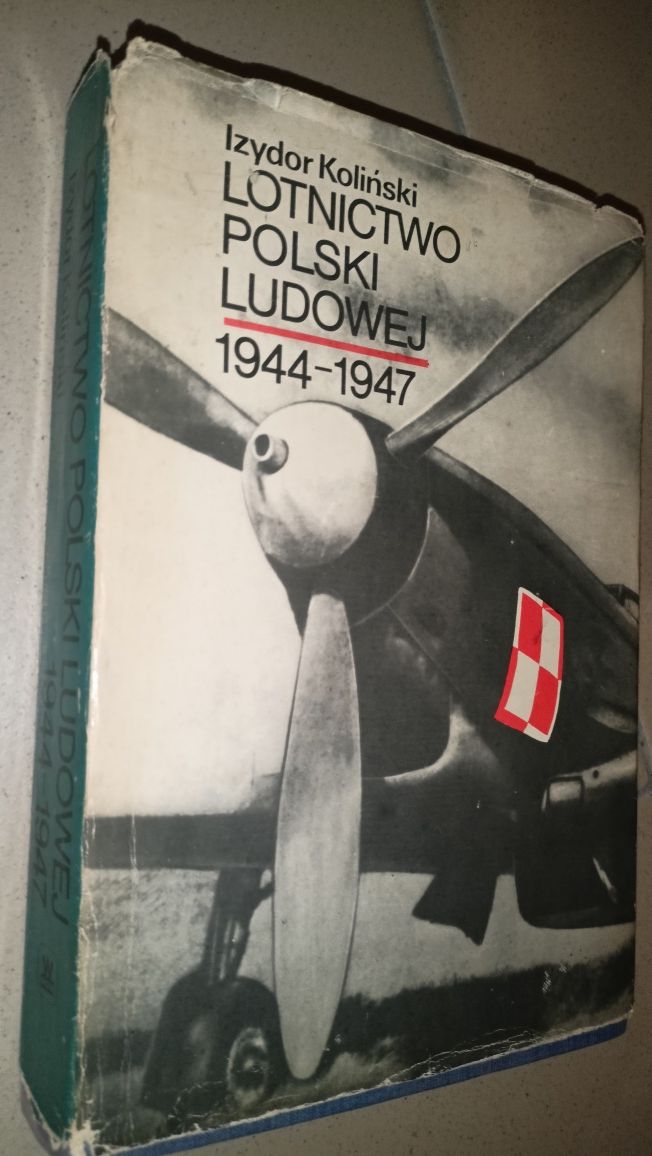 Izydor Koliński
LOTNICTWO
POLSKI
LUDOWEJ
1944-1947
LOTNICTWO POLSKI LUDOWEJ
1944-1947